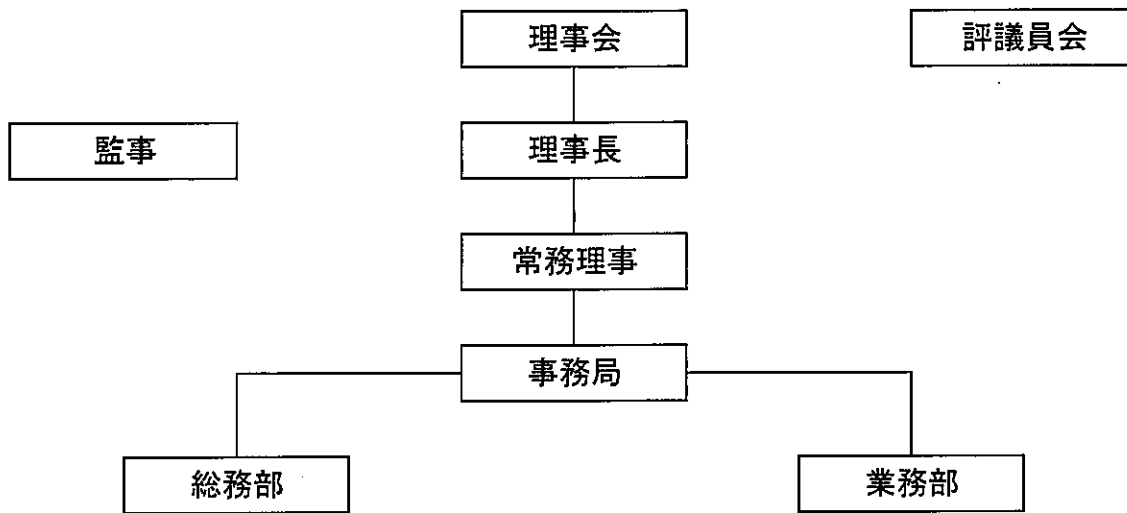 理事会
評議員会
監事
理事長
常務理事
事務局
総務部
業務部